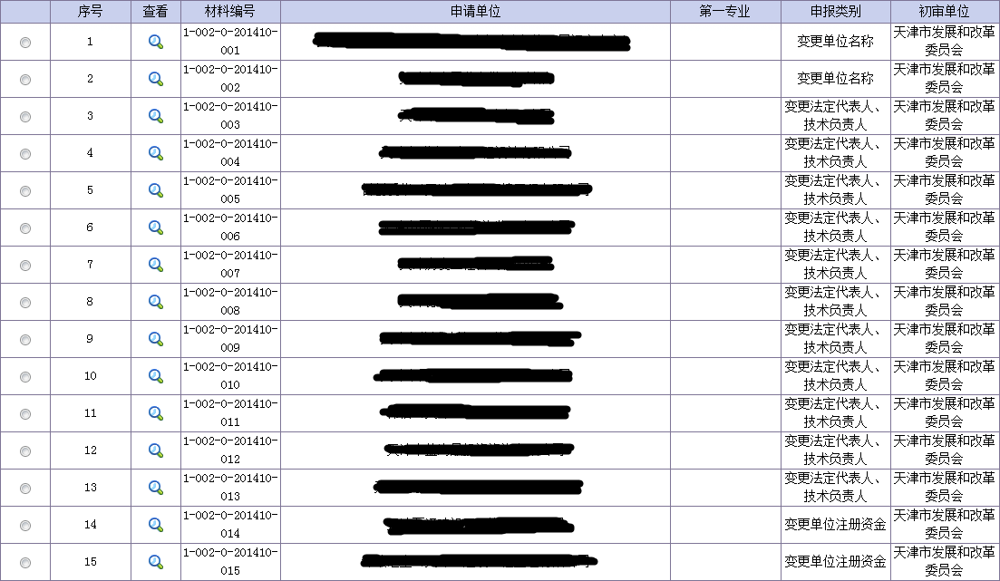 序号 查看 材料编号 申请单位 第一专业 申报类别 初审单位
1 1-002-0-201410- 变更单位名称 天津市发展和改革
001 委员会
2 1-002-0-201410- 变更单位名称 天津市发展和改革
002 委员会
3 1-002-0-201410- 变更法定代表人、 天津市发展和改革
003 技术负责人 委员会
4 1-002-0-201410- 变更法定代表人、 天津市发展和改革
004 技术负责人 委员会
5 1-002-0-201410- 变更法定代表人、 天津市发展和改革
005 技术负责人 委员会
6 1-002-0-201410- 变更法定代表人、 天津市发展和改革
006 技术负责人 委员会
7 1-002-0-201410- 变更法定代表人、 天津市发展和改革
007 技术负责人 委员会
8 1-002-0-201410- 变更法定代表人、 天津市发展和改革
008 技术负责人 委员会
9 1-002-0-201410- 变更法定代表人、 天津市发展和改革
009 技术负责人 委员会
10 1-002-0-201410- 变更法定代表人、 天津市发展和改革
010 技术负责人 委员会
11 1-002-0-201410- 变更法定代表人、 天津市发展和改革
011 技术负责人 委员会
12 1-002-0-201410- 变更法定代表人、 天津市发展和改革
012 技术负责人 委员会
13 1-002-0-201410- 变更法定代表人、 天津市发展和改革
013 技术负责人 委员会
14 1-002-0-201410- 变更单位注册资金 天津市发展和改革
014 委员会
15 1-002-0-201410- 变更单位注册资金 天津市发展和改革
015 委员会